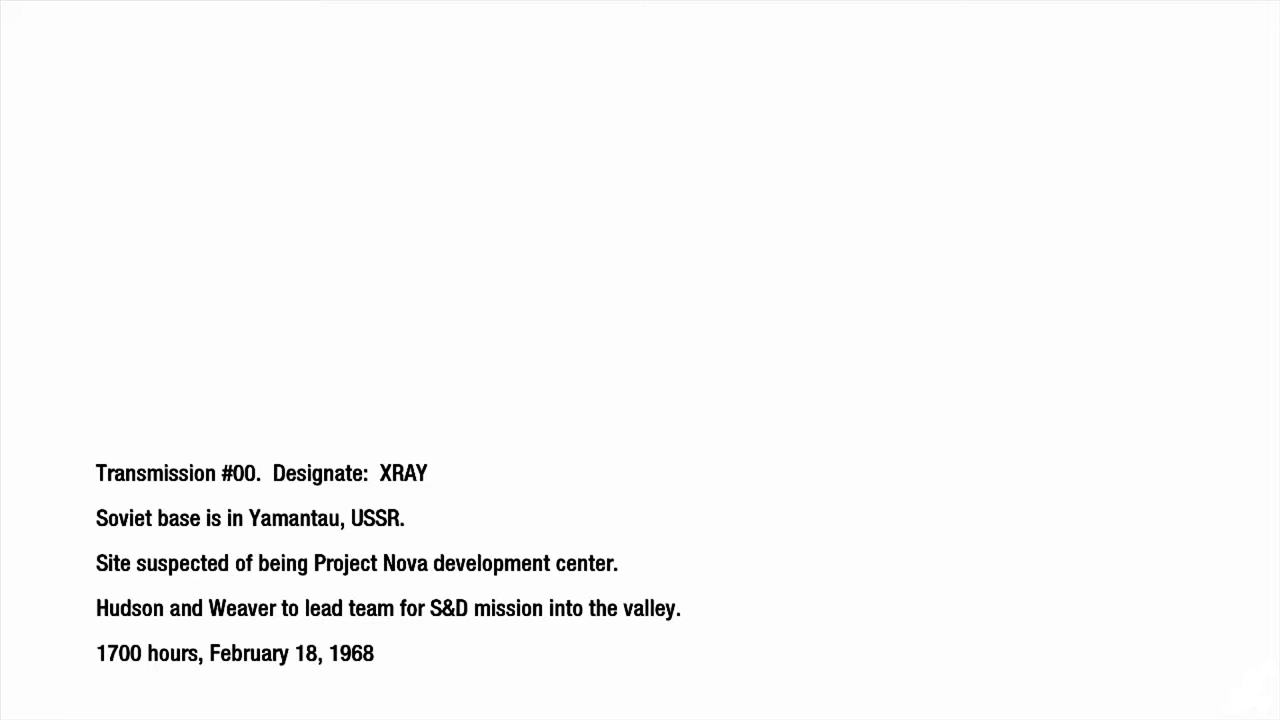 Transmission #00.  Designate:  XRAY
Soviet base is in Yamantau, USSR.
Site suspected of being Project Nova development center.
Hudson and Weaver to lead team for S&D mission into the valley.
1700 hours, February 18, 1968